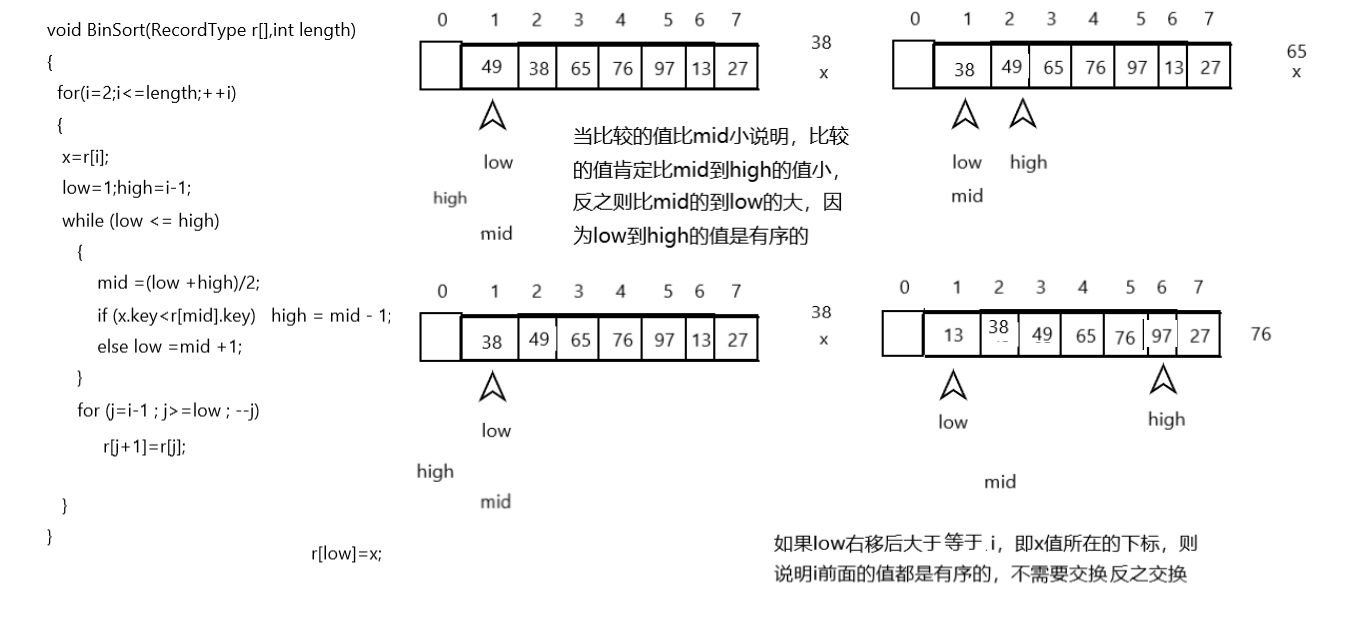 void BinSort(RecordType r[],int length)
{
for(i=2;i<=length;++i)
{
x=r[i];
low=1;high=i-1;
while (low <= high)
{
mid =(low +high)/2;
if (x.key<r[mid].key) high = mid - 1;
else low =mid +1;
}
for (j=i-1 ; j>=low ; --j)
r[j+1]=r[j];
}
}
r[low]=x;
0 1 2 3 4 5 6 7
49 38 65 76 97 13 27
38
x
low
high
mid
当比较的值比mid小说明，比较
的值肯定比mid到high的值小，
反之则比mid的到low的大，因
为low到high的值是有序的
0 1 2 3 4 5 6 7
38 49 65 76 97 13 27
65
x
low high
mid
0 1 2 3 4 5 6 7
38 49 65 76 97 13 27
38
x
low
high
mid
0 1 2 3 4 5 6 7
13 38 49 65 76 97 27
76
low high
mid
如果low右移后大于等于.i，即x值所在的下标，则
说明i前面的值都是有序的，不需要交换反之交换